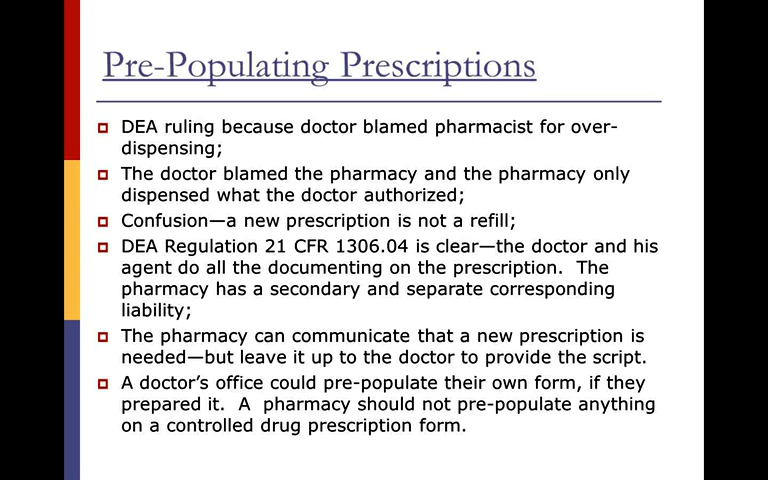 Pre-Populating Prescriptions
DEA ruling because doctor blamed pharmacist for over-
dispensing;
The doctor blamed the pharmacy and the pharmacy only
dispensed what the doctor authorized;
Confusion—a new prescription is not a refill;
DEA Regulation 21 CFR 1306.04 is clear—the doctor and his
agent do all the documenting on the prescription.  The
pharmacy has a secondary and separate corresponding
liability;
The pharmacy can communicate that a new prescription is
needed—but leave it up to the doctor to provide the script.
A doctor’s office could pre-populate their own form, if they
prepared it.  A  pharmacy should not pre-populate anything
on a controlled drug prescription form.